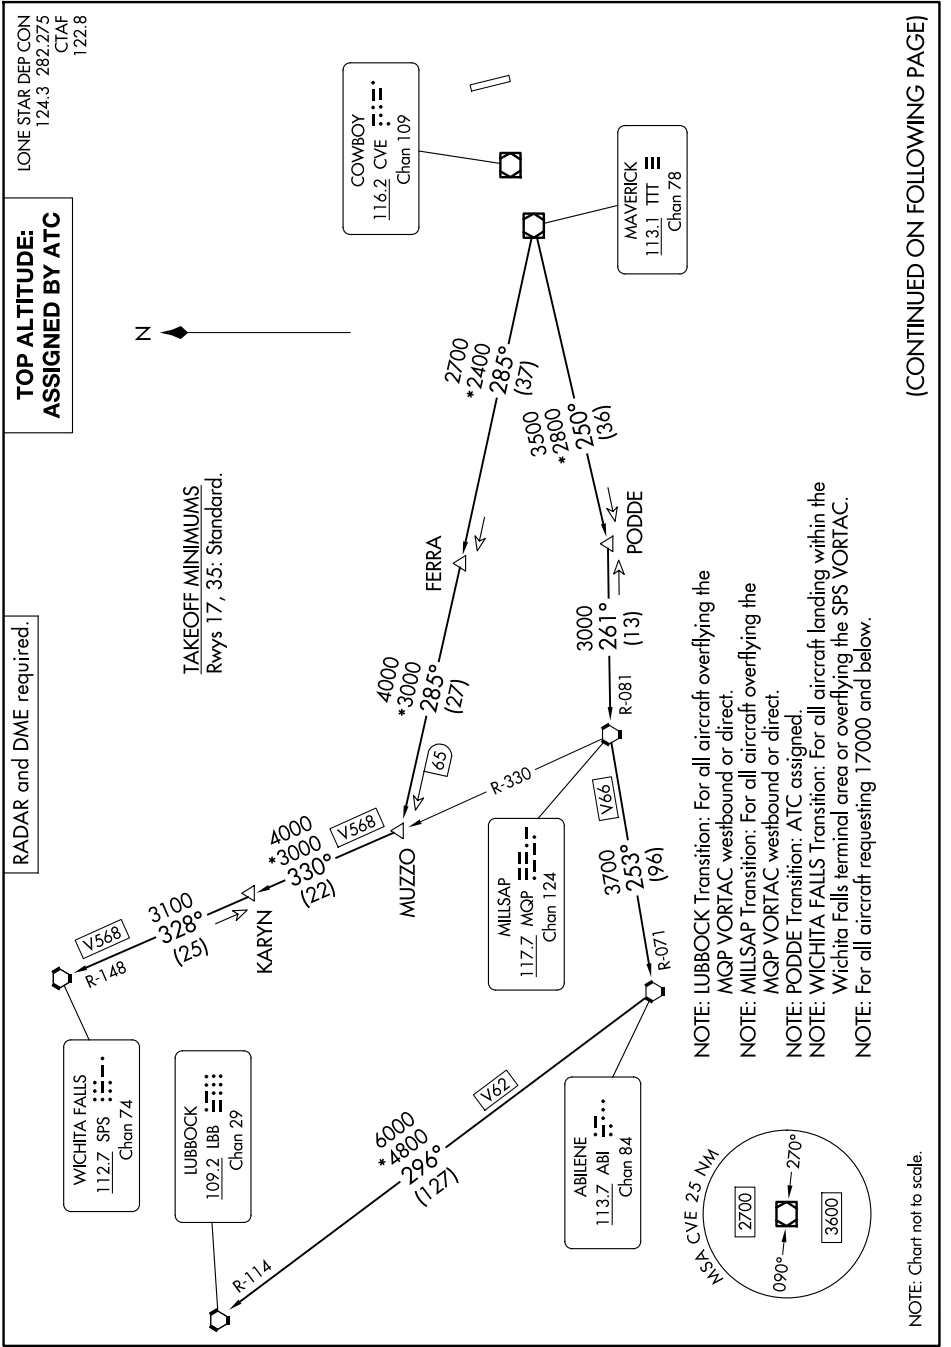 LONE STAR DEP CON
124.3 282.275
CTAF
122.8
TOP ALTITUDE:
ASSIGNED BY ATC
RADAR and DME required.
TAKEOFF MINIMUMS
Rwys 17, 35: Standard.
N
WICHITA FALLS
112.7 SPS
Chan 74
LUBBOCK
109.2 LBB
Chan 29
R-148
V568
3100
328°
(25)
KARYN
4000
*3000
330°
(22)
V568
MUZZO
65
4000
*3000
285°
(27)
FERRA
2700
*2400
285°
(37)
COWBOY
116.2 CVE
Chan 109
MAVERICK
113.1 TTT
Chan 78
3500
*2800
250°
(36)
PODDE
3000
261°
(13)
R-081
R-330
MILLSAP
117.7 MQP
Chan 124
V66
3700
253°
(96)
R-071
ABILENE
113.7 ABI
Chan 84
V62
6000
*4800
296°
(127)
R-114
MSA CVE 25 NM
2700
270°
090°
3600
NOTE: LUBBOCK Transition: For all aircraft overflying the
MQP VORTAC westbound or direct.
NOTE: MILLSAP Transition: For all aircraft overflying the
MQP VORTAC westbound or direct.
NOTE: PODDE Transition: ATC assigned.
NOTE: WICHITA FALLS Transition: For all aircraft landing within the
Wichita Falls terminal area or overflying the SPS VORTAC.
NOTE: For all aircraft requesting 17000 and below.
NOTE: Chart not to scale.
(CONTINUED ON FOLLOWING PAGE)